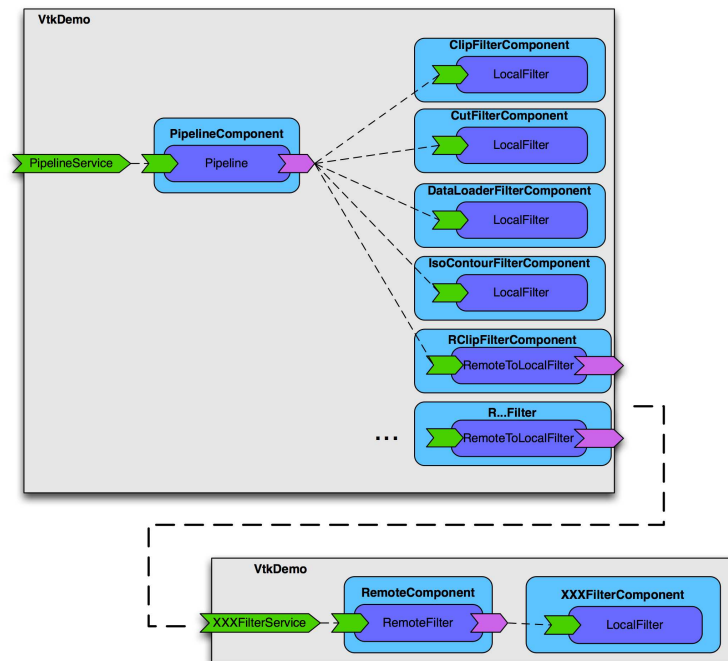 VtkDemo
ClipFilterComponent
LocalFilter
CutFilterComponent
LocalFilter
PipelineComponent
PipelineService
Pipeline
DataLoaderFilterComponent
LocalFilter
IsoContourFilterComponent
LocalFilter
RClipFilterComponent
RemoteToLocalFilter
R...Filter
...
RemoteToLocalFilter
VtkDemo
RemoteComponent
XXXFilterComponent
XXXFilterService
RemoteFilter
LocalFilter